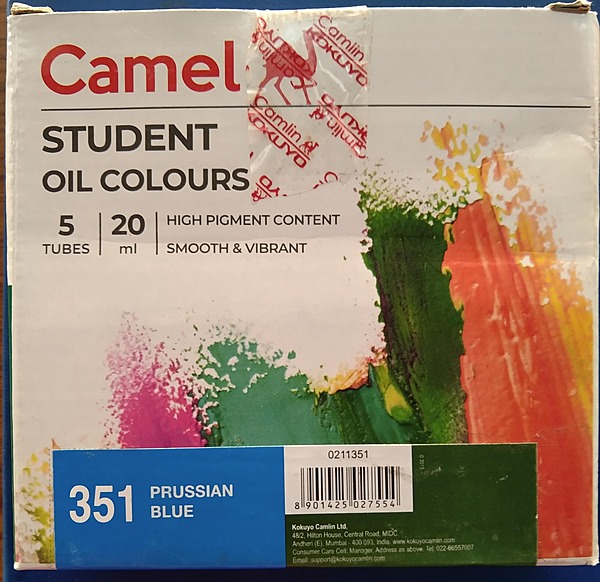 Camel
STUDENT
OIL COLOURS
5 TUBES
20 ml
HIGH PIGMENT CONTENT
SMOOTH & VIBRANT
Camlin
KOKUYO
Camlin
KOKUYO
351 PRUSSIAN BLUE
0211351
8 901425 027554
Kokuyo Camlin Ltd.
48/2, Hilton House, Central Road, MIDC,
Andheri (E), Mumbai - 400 093, India. www.kokuyocamlin.com
Consumer Care Cell: Manager, Address as above. Tel: 022-66557007
Email: support@kokuyocamlin.com